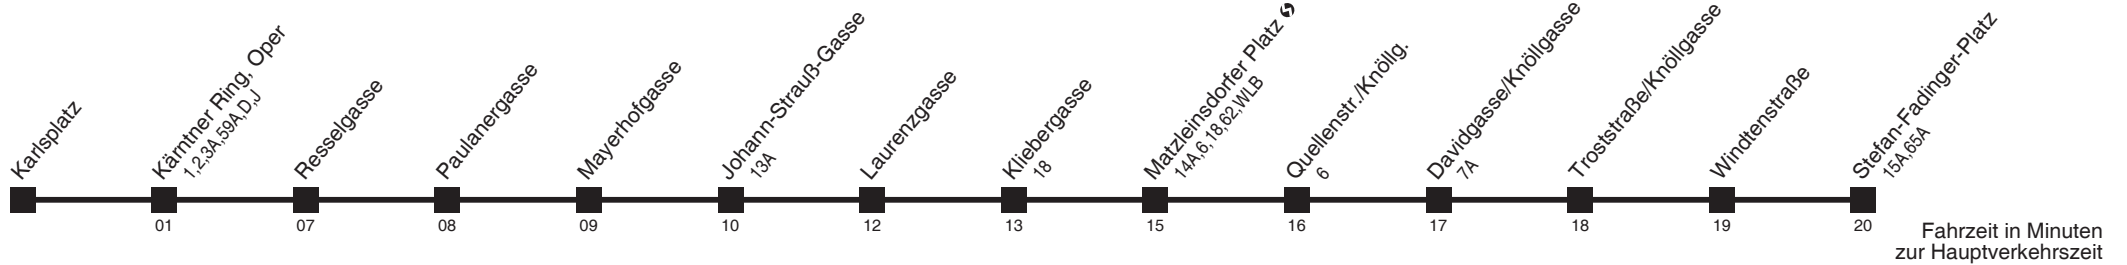 Karlsplatz
Kärntner Ring, Oper
1,2,3A,59A,D,J
Resselgasse
Paulanergasse
Mayerhofgasse
Johann-Strauß-Gasse
13A
Laurenzgasse
Kliebergasse
18
Matzleinsdorfer Platz
14A,6,18,62,WLB
Quellenstr./Knöllg.
6
Davidgasse/Knöllgasse
7A
Troststraße/Knöllgasse
Windtenstraße
Stefan-Fadinger-Platz
15A,65A
01 07 08 09 10 12 13 15 16 17 18 19 20
Fahrzeit in Minuten
zur Hauptverkehrszeit